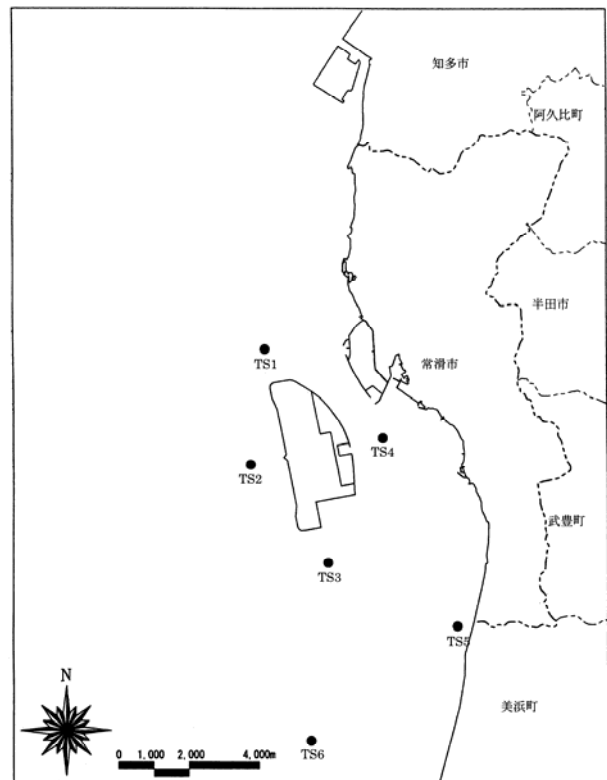 知多市
阿久比町
半田市
TS1
常滑市
TS4
TS2
武豊町
TS3
TS5
N
美浜町
0 1,000 2,000 4,000m
TS6